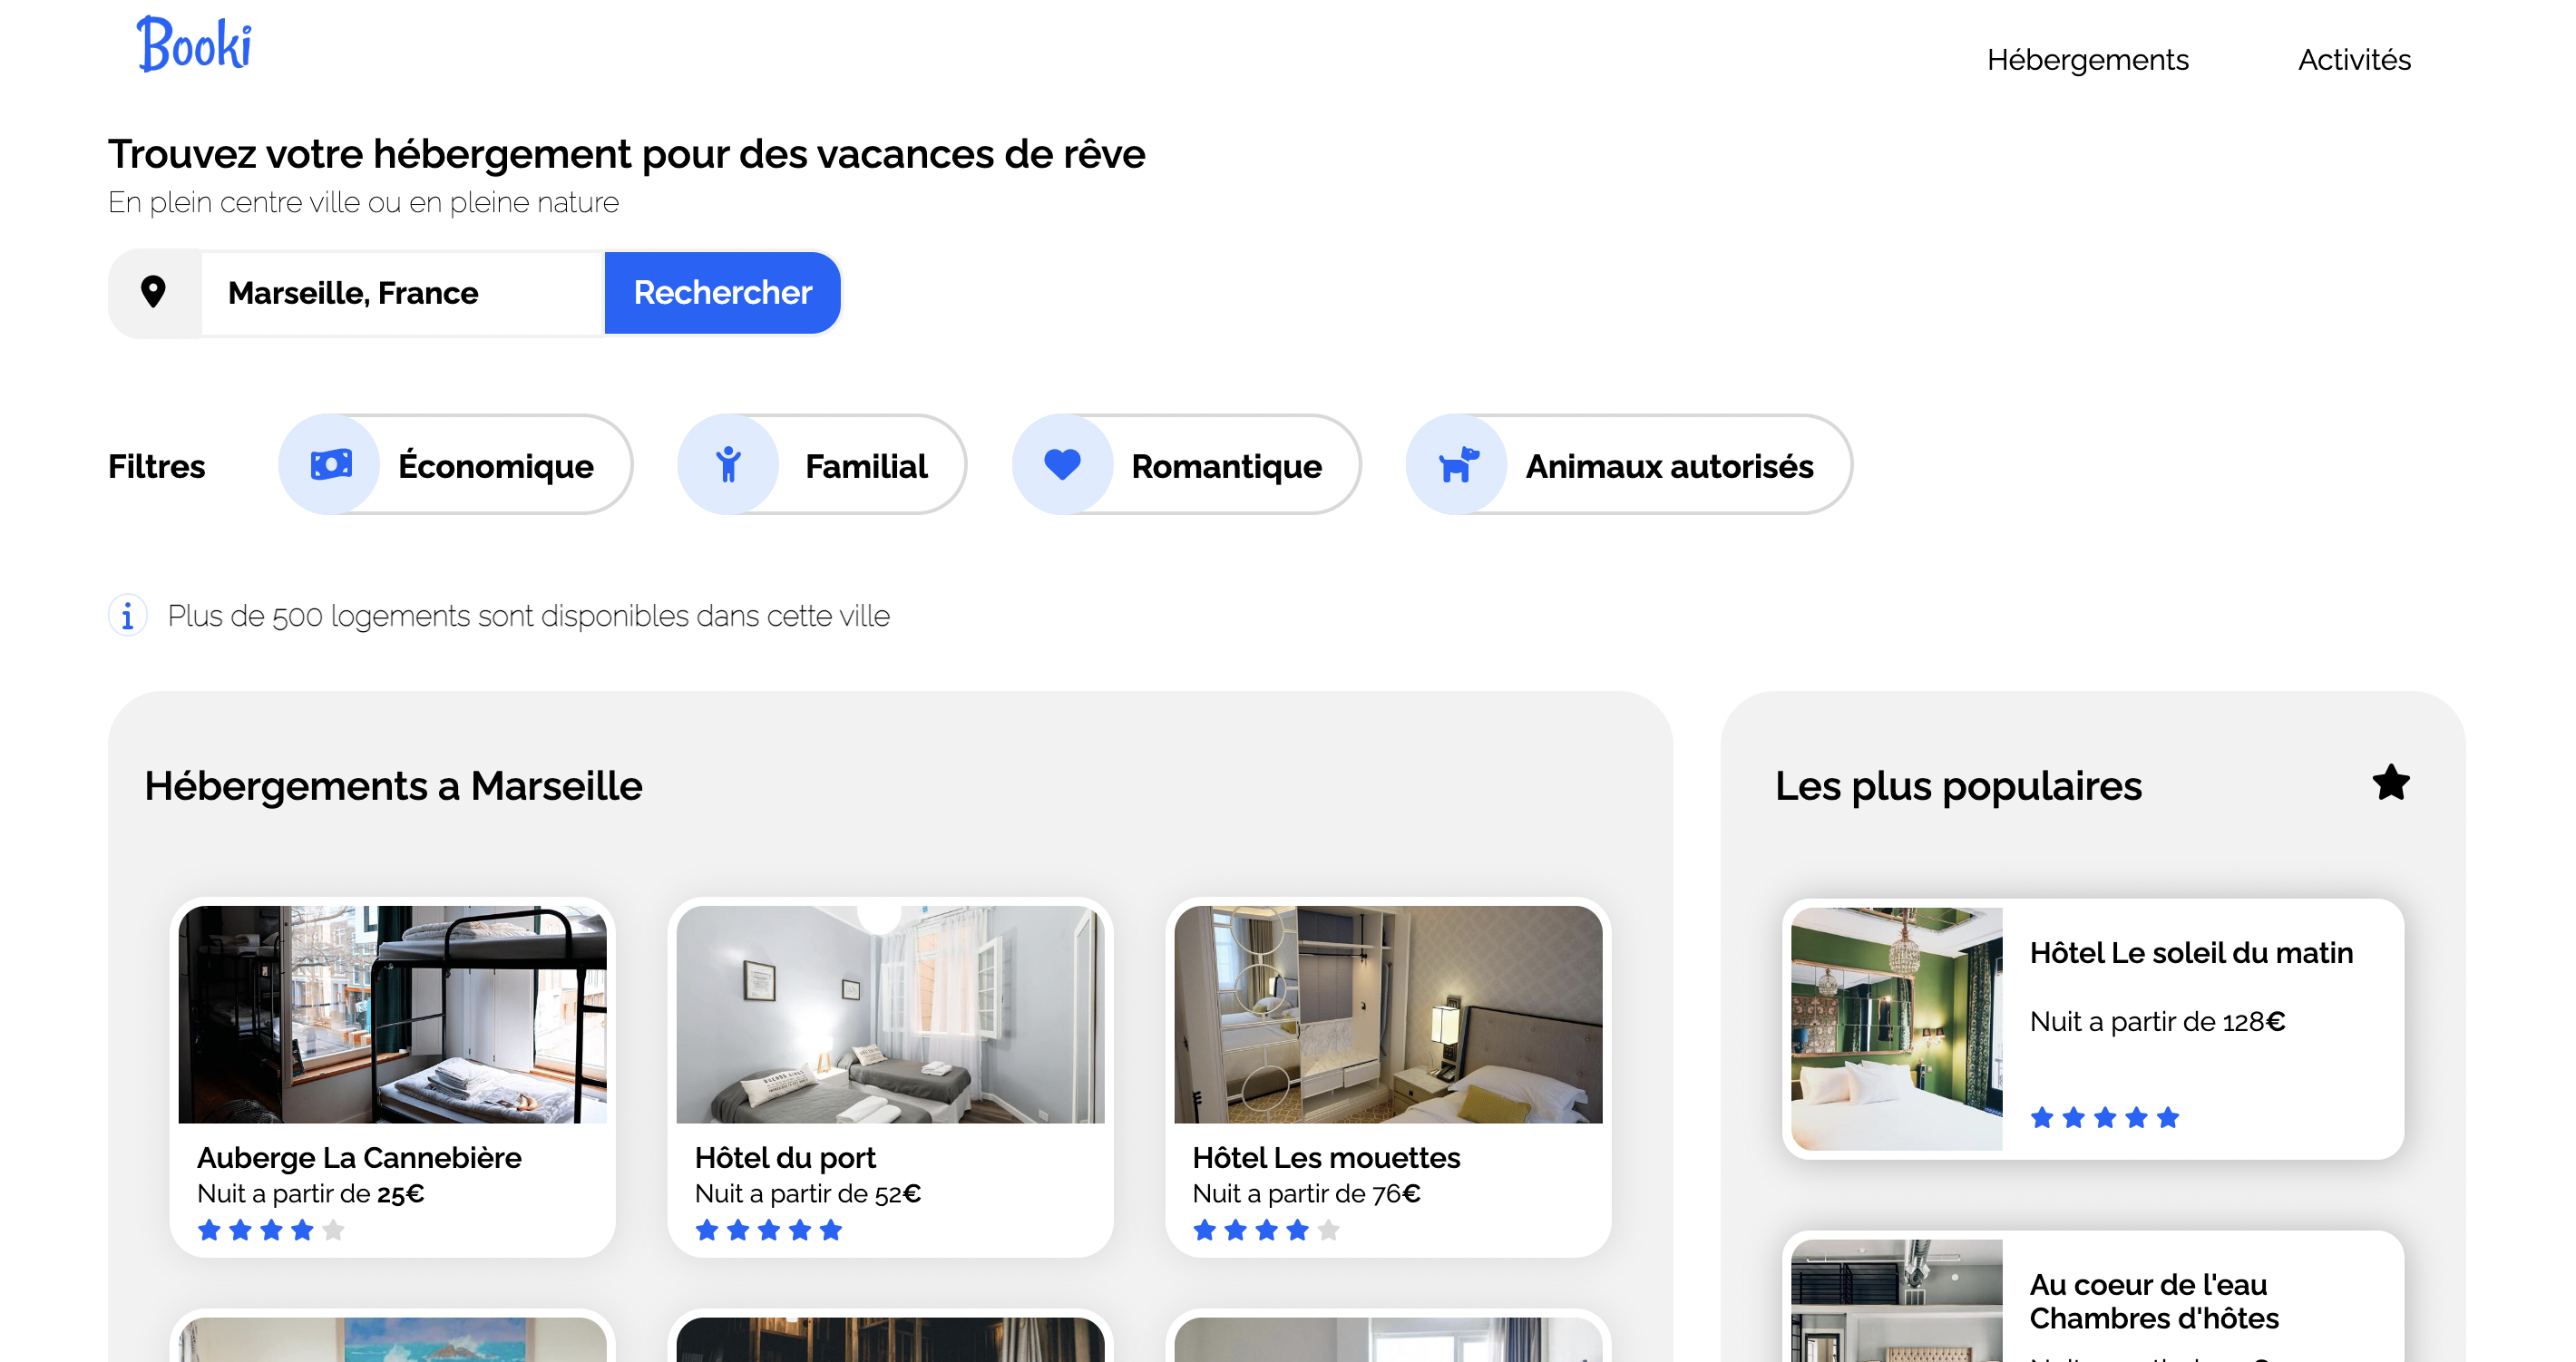 Booki
Hébergements
Activités
Trouvez votre hébergement pour des vacances de rêve
En plein centre ville ou en pleine nature
Marseille, France
Rechercher
Filtres
Économique
Familial
Romantique
Animaux autorisés
Plus de 500 logements sont disponibles dans cette ville
Hébergements a Marseille
Auberge La Cannebière
Nuit a partir de 25€
Hôtel du port
Nuit a partir de 52€
Hôtel Les mouettes
Nuit a partir de 76€
Les plus populaires
Hôtel Le soleil du matin
Nuit a partir de 128€
Au coeur de l'eau
Chambres d'hôtes